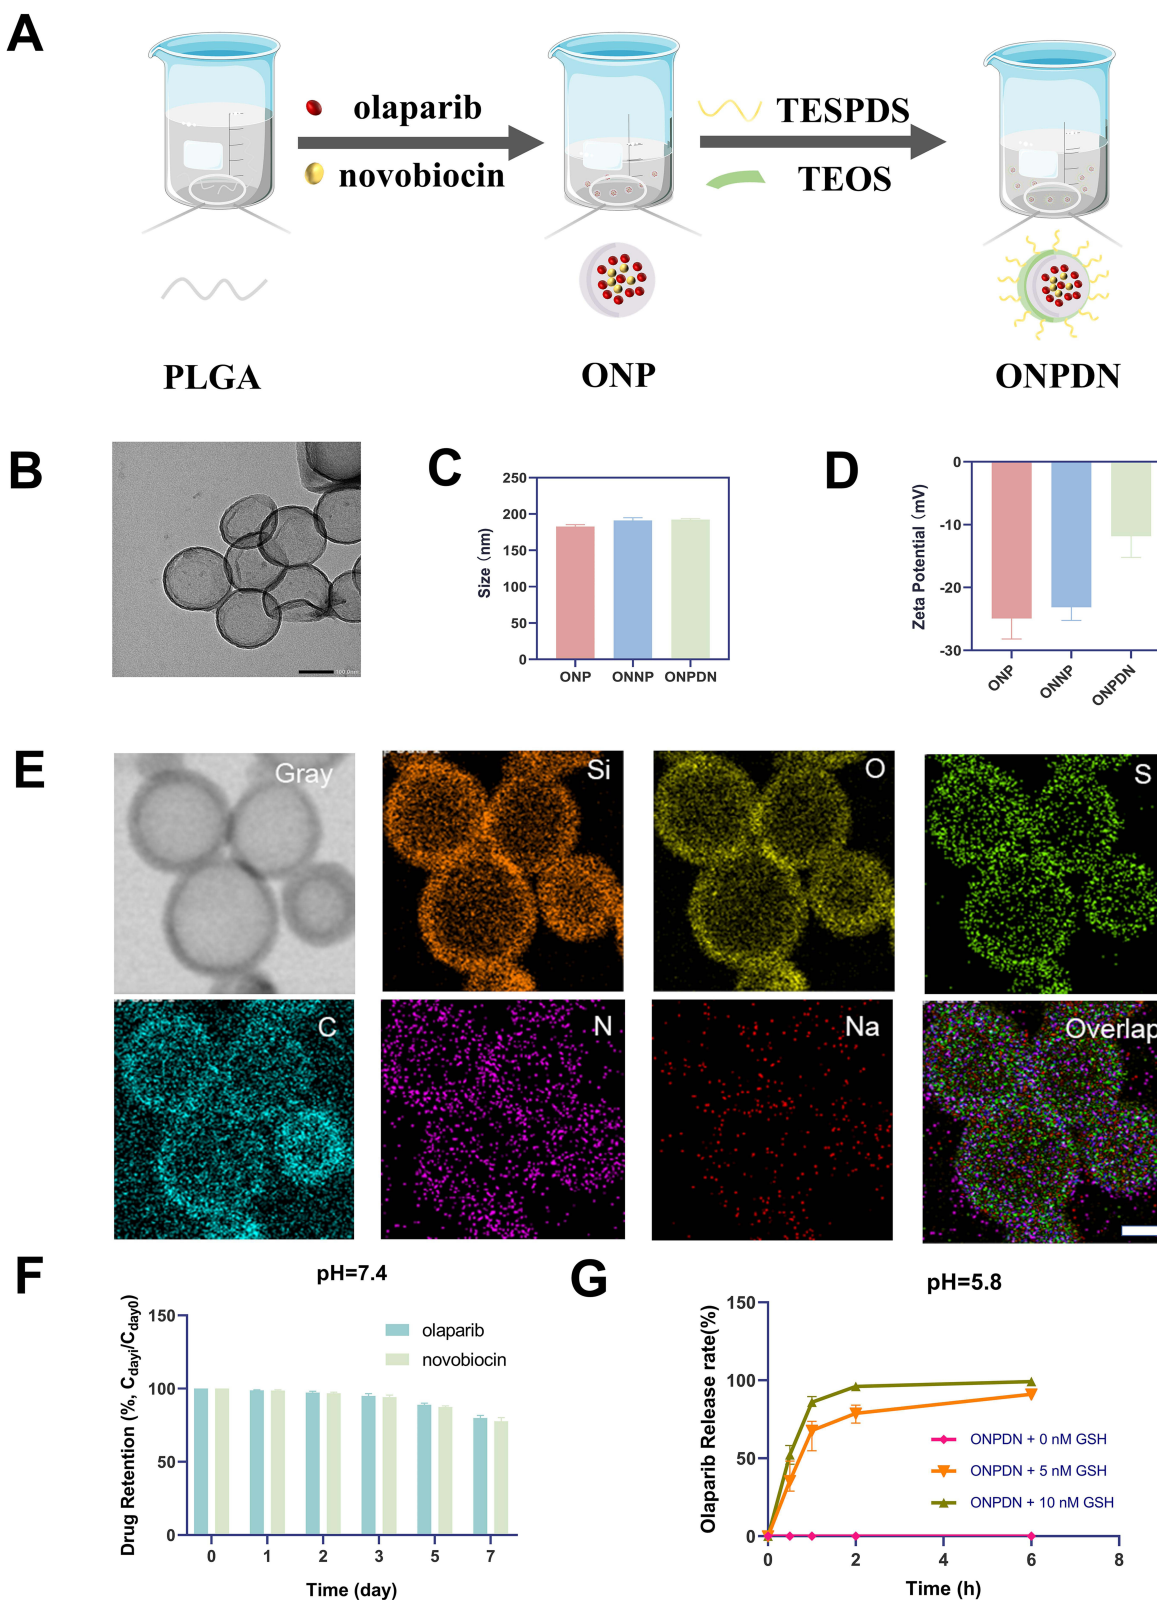 A
olaparib
novobiocin
TESPDS
TEOS
PLGA
ONP
ONPDN
B
100.0nm
C
Size (nm)
250
200
150
100
50
0
ONP
ONNP
ONPDN
D
Zeta Potential (mV)
0
-10
-20
-30
ONP
ONNP
ONPDN
E
Gray
Si
O
S
C
N
Na
Overlap
F
pH=7.4
Drug Retention (%, Cdayi/Cday0)
150
100
50
0
olaparib
novobiocin
0
1
2
3
5
7
Time (day)
G
pH=5.8
Olaparib Release rate(%)
150
100
50
0
ONPDN + 0 nM GSH
ONPDN + 5 nM GSH
ONPDN + 10 nM GSH
0
2
4
6
8
Time (h)